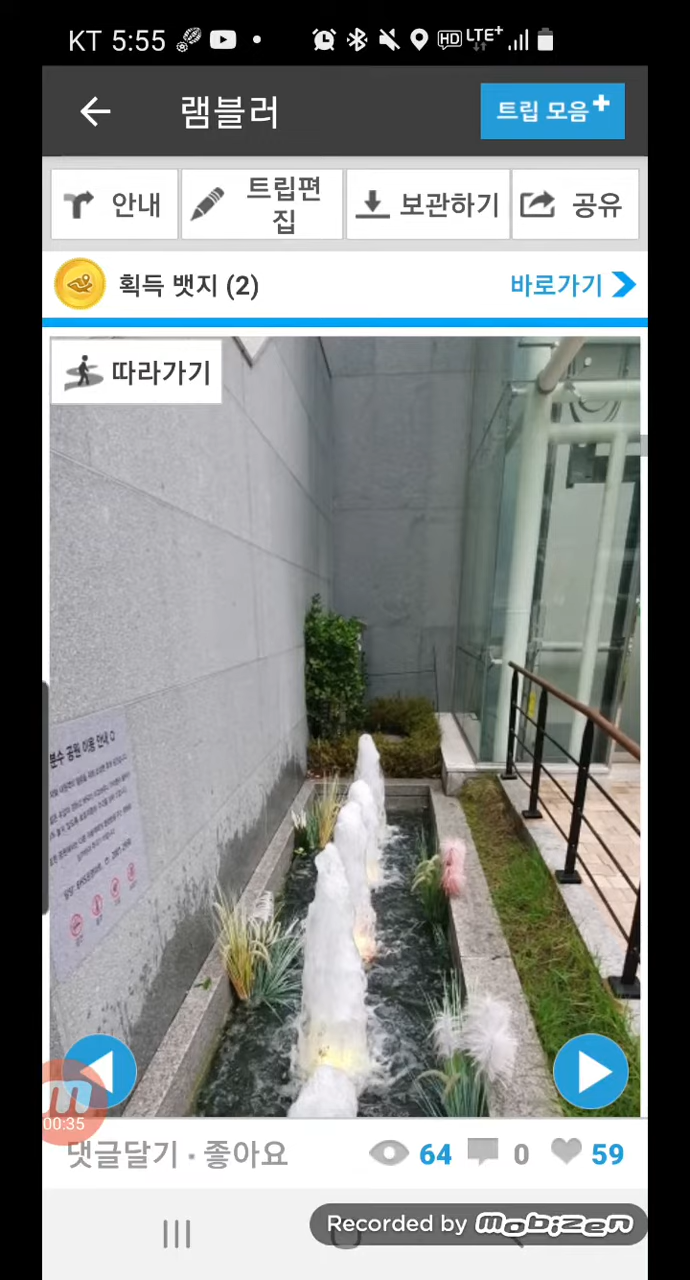 KT 5:55
HD LTE+
램블러
트립 모음+
안내
트립편
집
보관하기
공유
획득 뱃지 (2)
바로가기
따라가기
분수 공원 이용 안내
댓글달기 · 좋아요
64
0
59
00:35
Recorded by mobizen